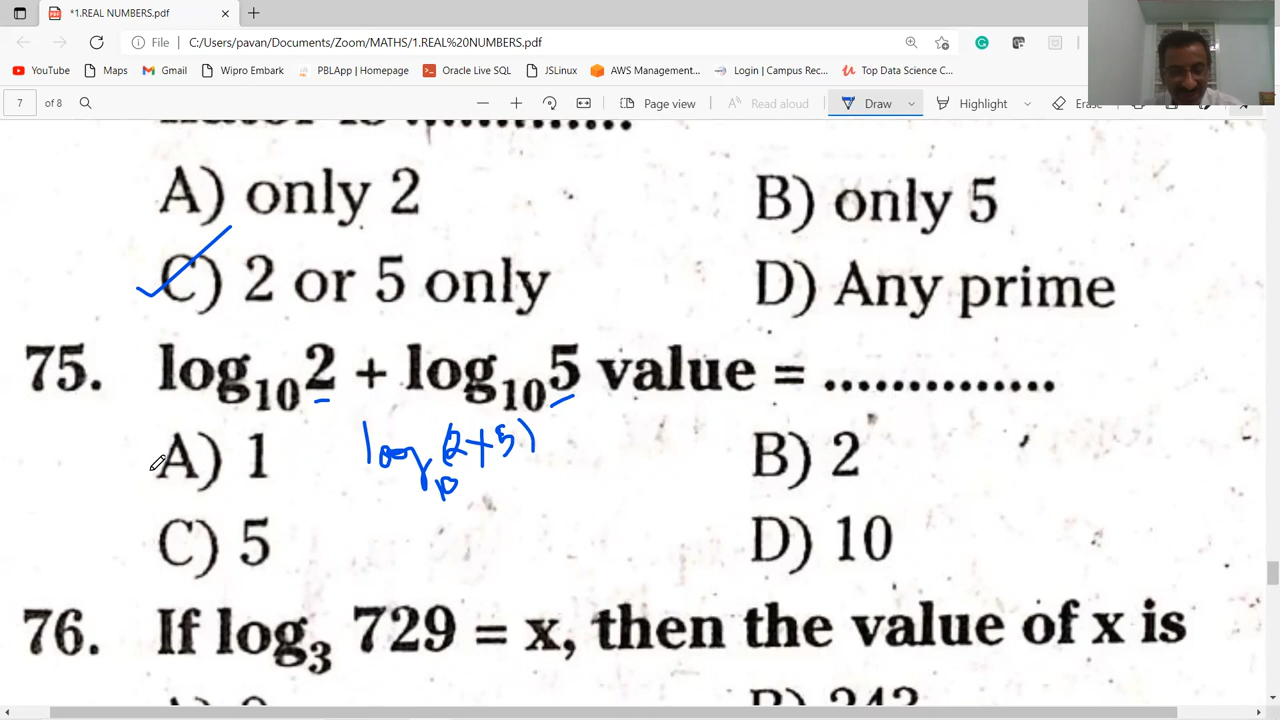 *1.REAL NUMBERS.pdf
File C:/Users/pavan/Documents/Zoom/MATHS/1.REAL%20NUMBERS.pdf
YouTube Maps Gmail Wipro Embark PBLApp | Homepage Oracle Live SQL JSLinux AWS Management... Login | Campus Rec... Top Data Science C...
7 of 8 Page view Read aloud Draw Highlight Erase
A) only 2 B) only 5
C) 2 or 5 only D) Any prime
75. log₁₀2 + log₁₀5 value = ..............
log₁₀(2×5)
A) 1 B) 2
C) 5 D) 10
76. If log₃ 729 = x, then the value of x is